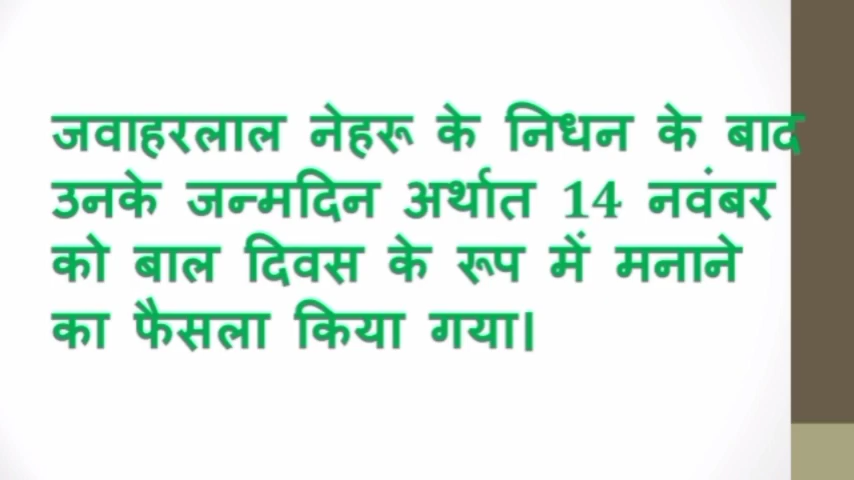 जवाहरलाल नेहरू के निधन के बाद
उनके जन्मदिन अर्थात 14 नवंबर
को बाल दिवस के रूप में मनाने
का फैसला किया गया।